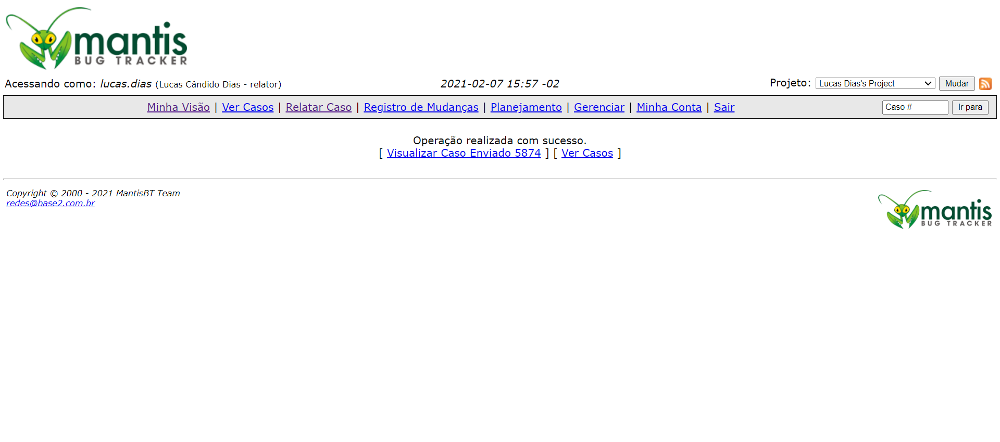 mantis
BUG TRACKER
Acessando como: lucas.dias (Lucas Cândido Dias - relator)
2021-02-07 15:57 -02
Projeto: Lucas Dias's Project Mudar
Minha Visão | Ver Casos | Relatar Caso | Registro de Mudanças | Planejamento | Gerenciar | Minha Conta | Sair
Caso # Ir para
Operação realizada com sucesso.
[ Visualizar Caso Enviado 5874 ] [ Ver Casos ]
Copyright © 2000 - 2021 MantisBT Team
redes@base2.com.br
mantis
BUG TRACKER